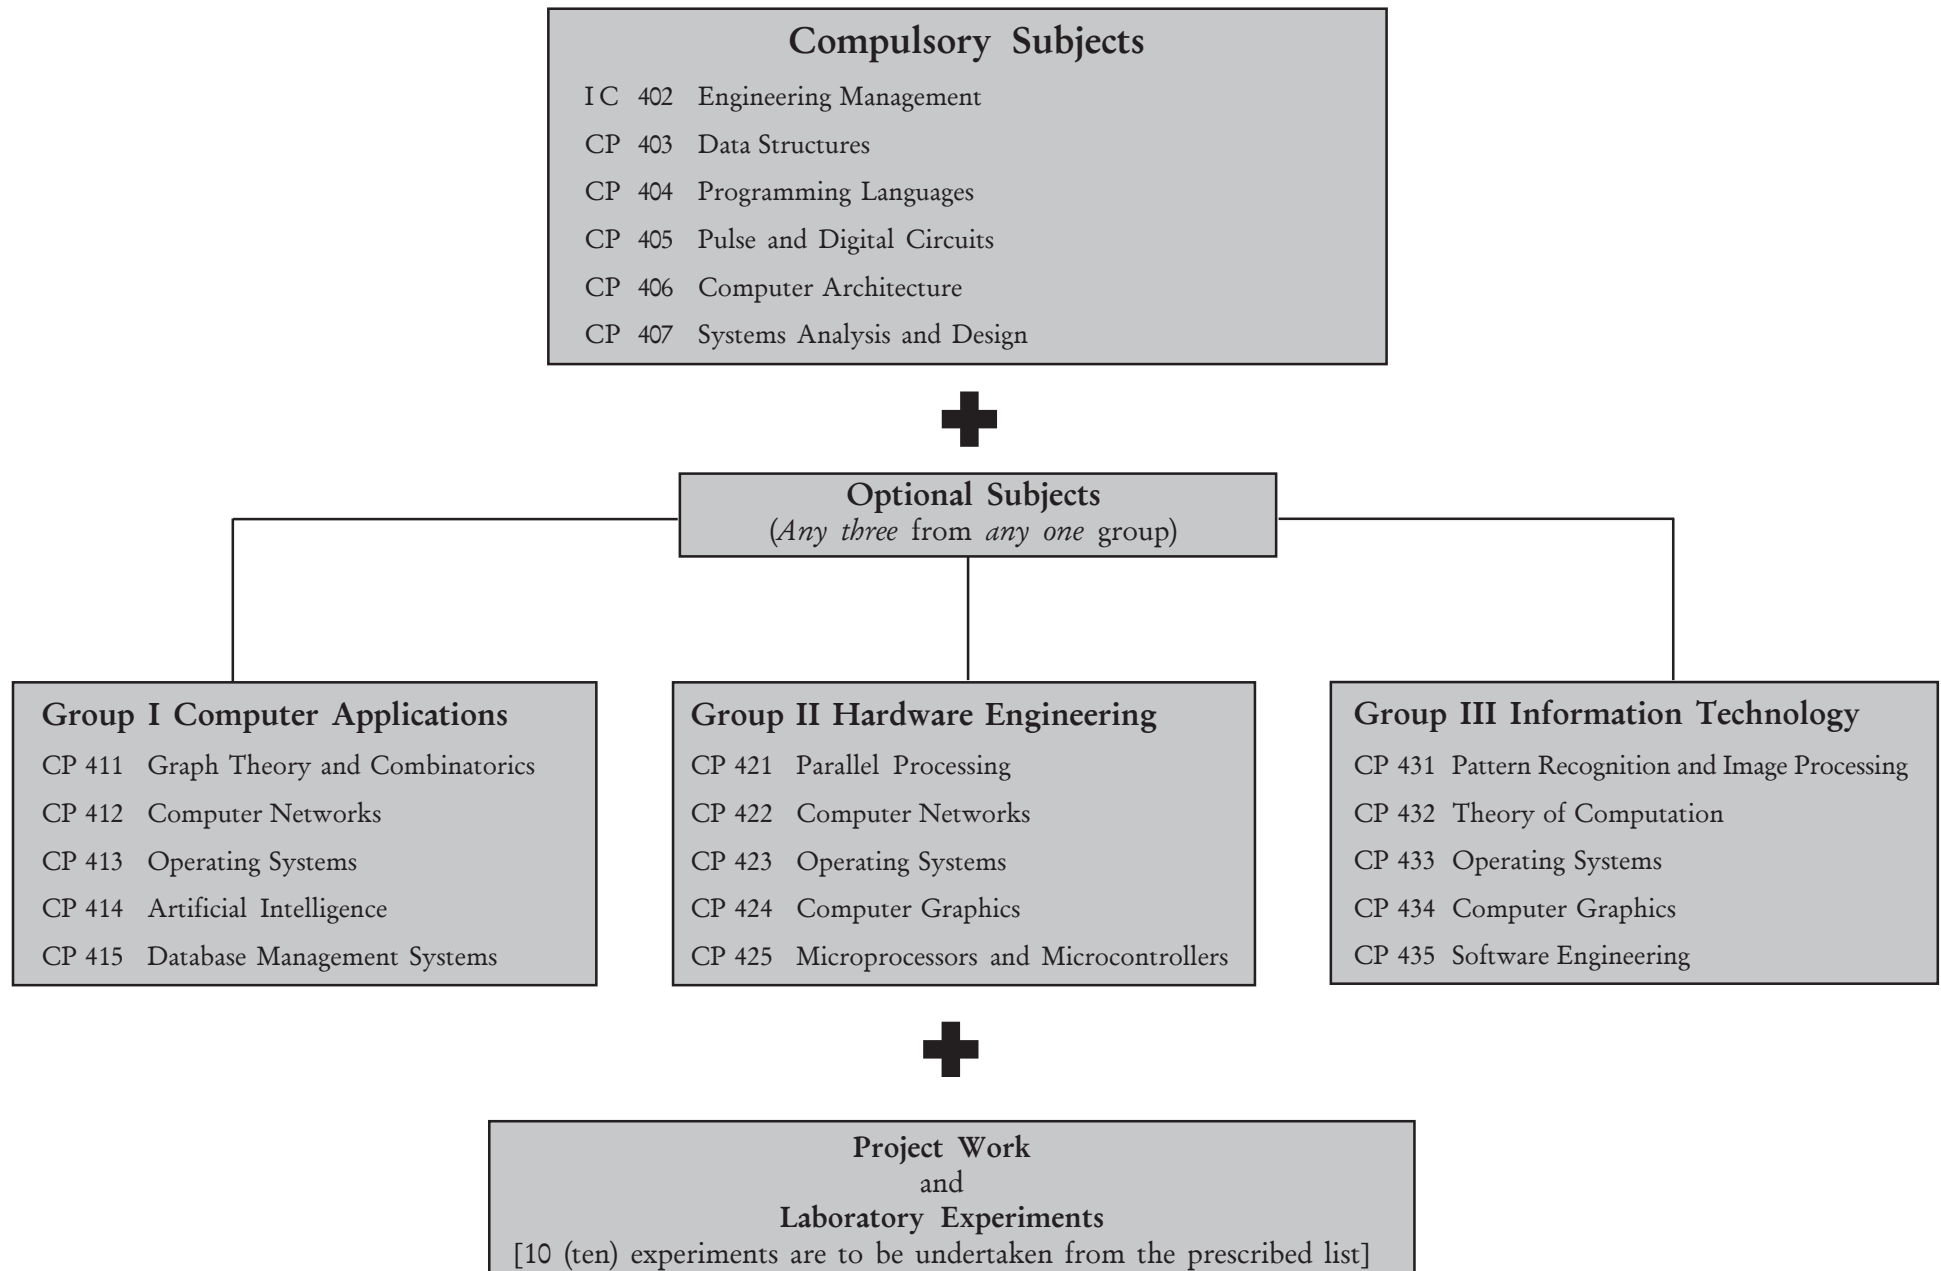 Compulsory Subjects
IC 402 Engineering Management
CP 403 Data Structures
CP 404 Programming Languages
CP 405 Pulse and Digital Circuits
CP 406 Computer Architecture
CP 407 Systems Analysis and Design
Optional Subjects
(Any three from any one group)
Group I Computer Applications
CP 411 Graph Theory and Combinatorics
CP 412 Computer Networks
CP 413 Operating Systems
CP 414 Artificial Intelligence
CP 415 Database Management Systems
Group II Hardware Engineering
CP 421 Parallel Processing
CP 422 Computer Networks
CP 423 Operating Systems
CP 424 Computer Graphics
CP 425 Microprocessors and Microcontrollers
Group III Information Technology
CP 431 Pattern Recognition and Image Processing
CP 432 Theory of Computation
CP 433 Operating Systems
CP 434 Computer Graphics
CP 435 Software Engineering
Project Work
and
Laboratory Experiments
[10 (ten) experiments are to be undertaken from the prescribed list]